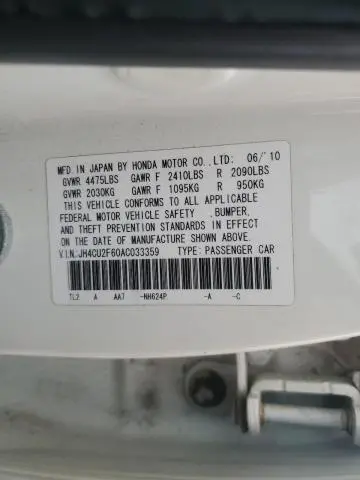 MFD. IN JAPAN BY HONDA MOTOR CO., LTD. 06/'10
GVWR 4475LBS GAWR F 2410LBS R 2090LBS
GVWR 2030KG GAWR F 1095KG R 950KG
THIS VEHICLE CONFORMS TO ALL APPLICABLE
FEDERAL MOTOR VEHICLE SAFETY ,BUMPER,
AND THEFT PREVENTION STANDARDS IN EFFECT
ON THE DATE OF MANUFACTURE SHOWN ABOVE.
V.I.N:JH4CU2F60AC033359 TYPE: PASSENGER CAR
TL2 A AA7 -NH624P -A -C